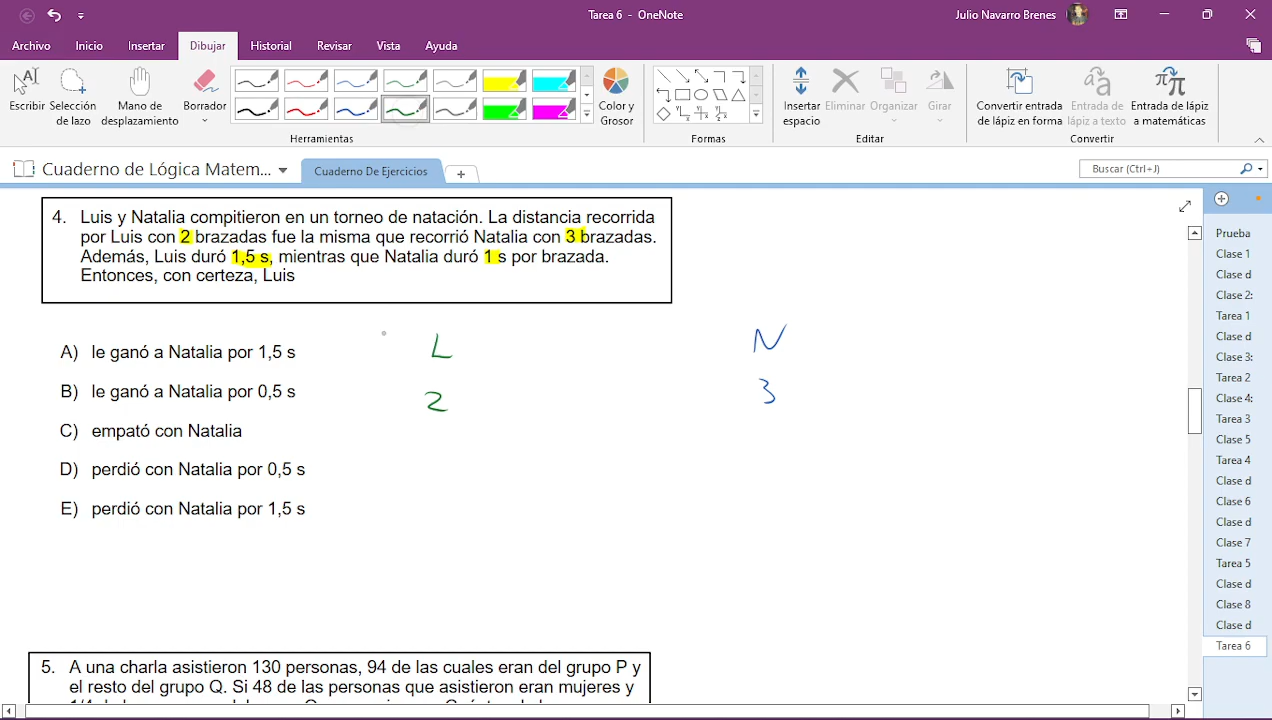 Tarea 6 - OneNote
Julio Navarro Brenes
Archivo Inicio Insertar Dibujar Historial Revisar Vista Ayuda
Escribir
Selección de lazo
Mano de desplazamiento
Borrador
Color y Grosor
Insertar espacio
Eliminar
Organizar
Girar
Convertir entrada de lápiz en forma
Entrada de lápiz a texto
Entrada de lápiz a matemáticas
Herramientas
Formas
Editar
Convertir
Cuaderno de Lógica Matem...
Cuaderno De Ejercicios
Buscar (Ctrl+J)
4. Luis y Natalia compitieron en un torneo de natación. La distancia recorrida
por Luis con 2 brazadas fue la misma que recorrió Natalia con 3 brazadas.
Además, Luis duró 1,5 s, mientras que Natalia duró 1 s por brazada.
Entonces, con certeza, Luis
A) le ganó a Natalia por 1,5 s
B) le ganó a Natalia por 0,5 s
C) empató con Natalia
D) perdió con Natalia por 0,5 s
E) perdió con Natalia por 1,5 s
L N
2 3
5. A una charla asistieron 130 personas, 94 de las cuales eran del grupo P y
el resto del grupo Q. Si 48 de las personas que asistieron eran mujeres y
Prueba
Clase 1
Clase d
Clase 2:
Tarea 1
Clase d
Clase 3:
Tarea 2
Clase 4:
Tarea 3
Clase 5
Tarea 4
Clase d
Clase 6
Clase d
Clase 7
Tarea 5
Clase d
Clase 8
Clase d
Tarea 6